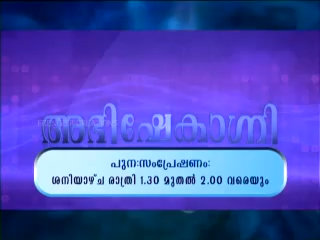 അഭിഷേകാഗ്നി
പുന:സംപ്രേഷണം:
ശനിയാഴ്ച രാത്രി 1.30 മുതൽ 2.00 വരെയും